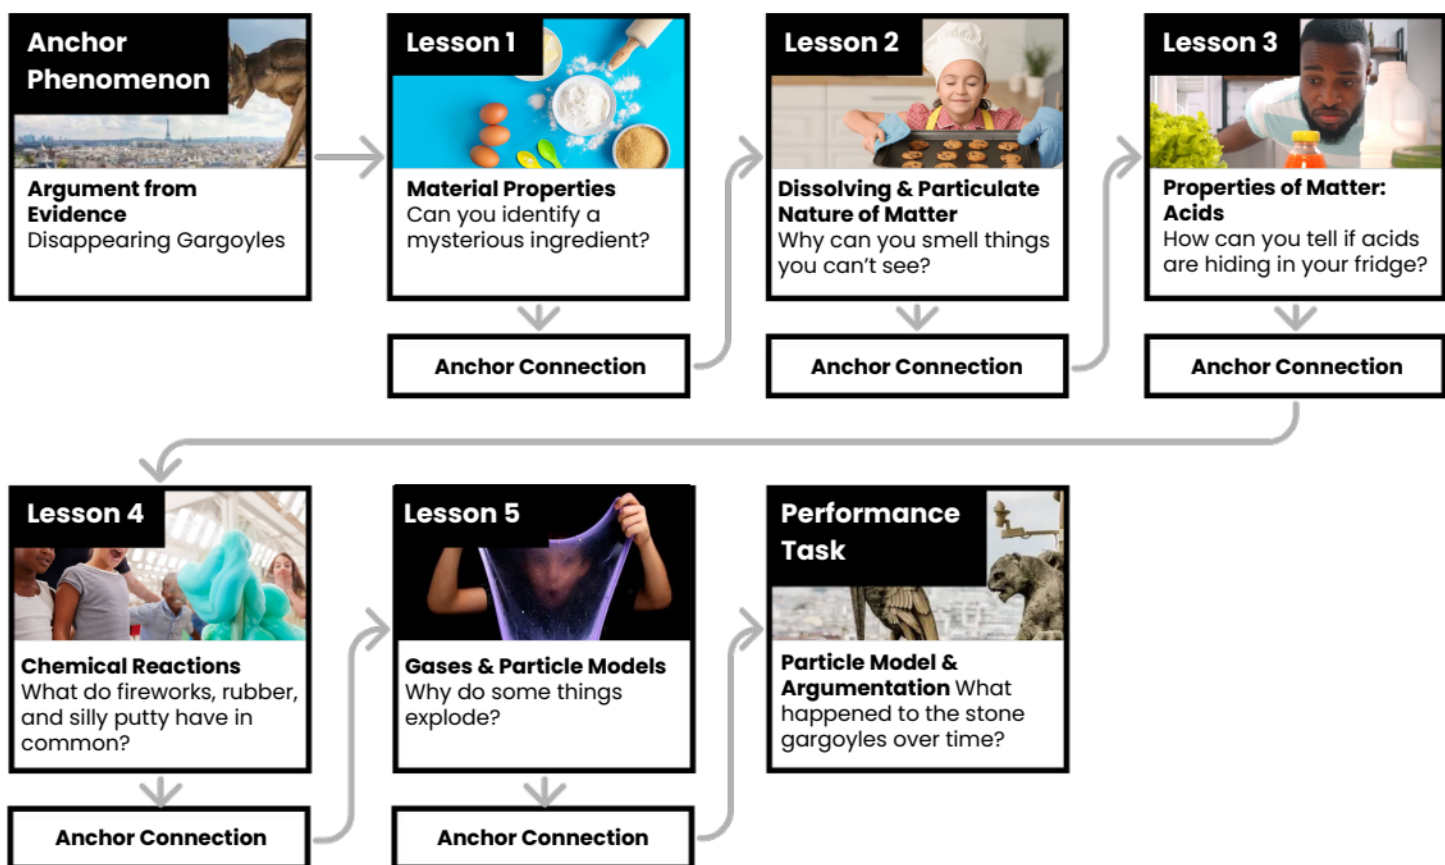 Anchor
Phenomenon
Argument from
Evidence
Disappearing Gargoyles
Lesson 1
Material Properties
Can you identify a
mysterious ingredient?
Anchor Connection
Lesson 2
Dissolving & Particulate
Nature of Matter
Why can you smell things
you can't see?
Anchor Connection
Lesson 3
Properties of Matter:
Acids
How can you tell if acids
are hiding in your fridge?
Anchor Connection
Lesson 4
Chemical Reactions
What do fireworks, rubber,
and silly putty have in
common?
Anchor Connection
Lesson 5
Gases & Particle Models
Why do some things
explode?
Anchor Connection
Performance
Task
Particle Model &
Argumentation What
happened to the stone
gargoyles over time?